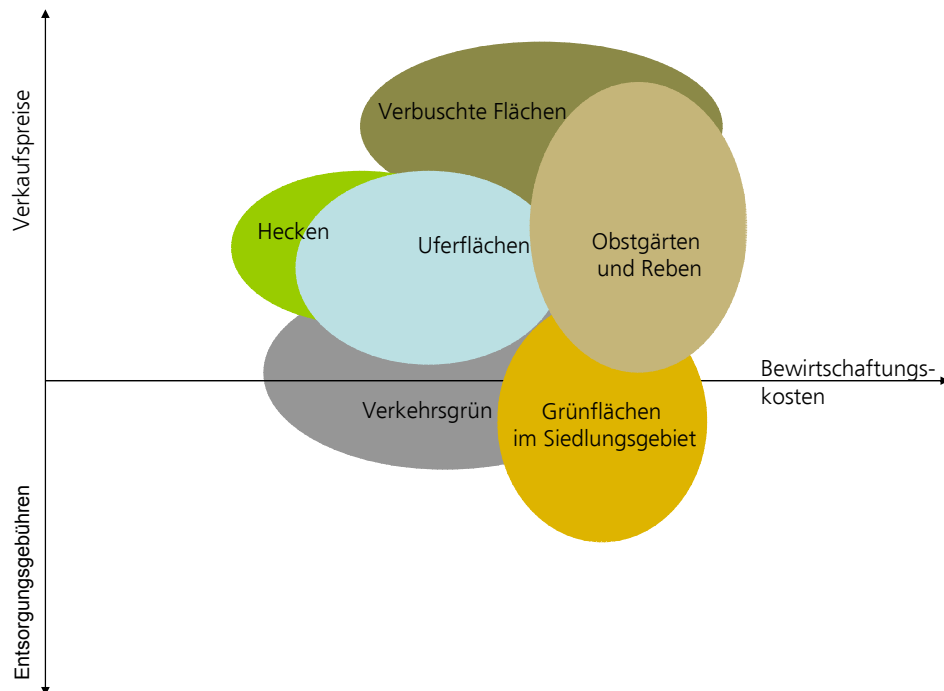 Verkaufspreise
Verbuschte Flächen
Hecken
Uferflächen
Obstgärten
und Reben
Bewirtschaftungs-
kosten
Verkehrsgrün
Grünflächen
im Siedlungsgebiet
Entsorgungsgebühren